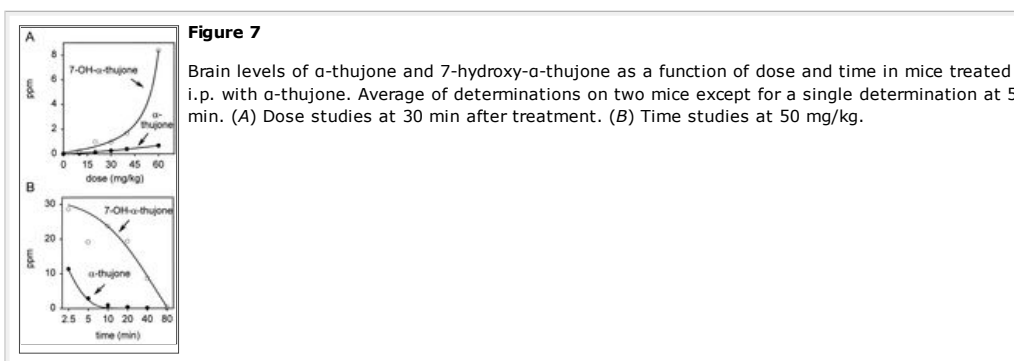 A
8
6
4
2
0
ppm
7-OH-α-thujone
α-
thujone
0 15 30 45 60
dose (mg/kg)
B
30
20
10
0
ppm
7-OH-α-thujone
α-thujone
2.5 5 10 20 40 80
time (min)
Figure 7
Brain levels of α-thujone and 7-hydroxy-α-thujone as a function of dose and time in mice treated
i.p. with α-thujone. Average of determinations on two mice except for a single determination at 5
min. (A) Dose studies at 30 min after treatment. (B) Time studies at 50 mg/kg.